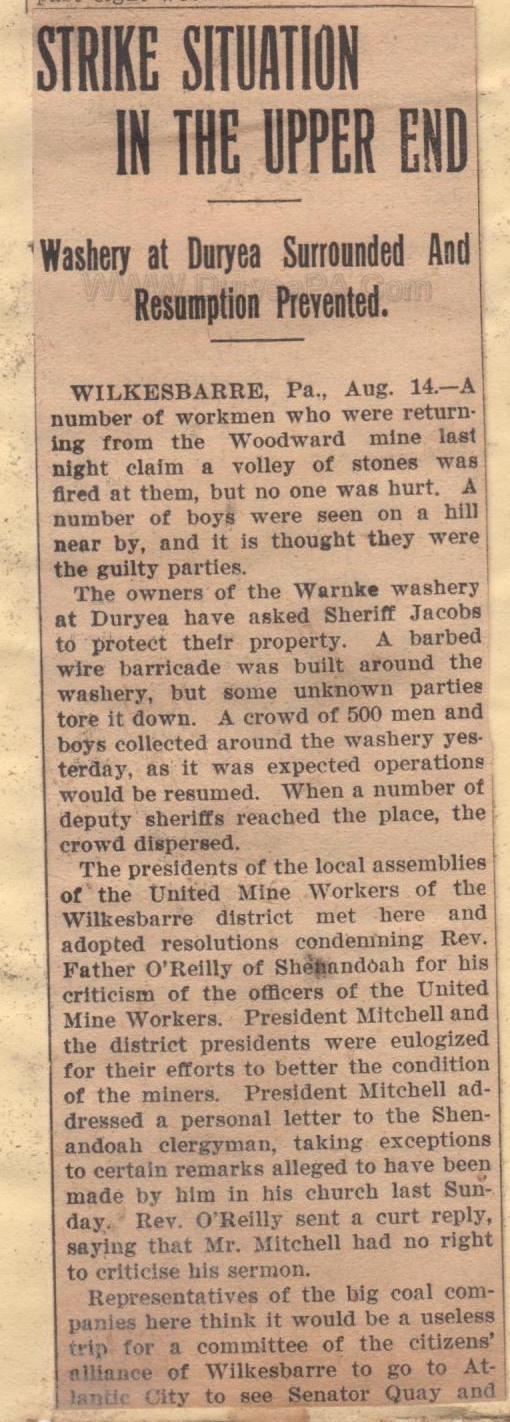 past eight
STRIKE SITUATION
IN THE UPPER END
Washery at Duryea Surrounded And
Resumption Prevented.
www.DuryeaPA.com
WILKESBARRE, Pa., Aug. 14.—A
number of workmen who were return-
ing from the Woodward mine last
night claim a volley of stones was
fired at them, but no one was hurt. A
number of boys were seen on a hill
near by, and it is thought they were
the guilty parties.
The owners of the Warnke washery
at Duryea have asked Sheriff Jacobs
to protect their property. A barbed
wire barricade was built around the
washery, but some unknown parties
tore it down. A crowd of 500 men and
boys collected around the washery yes-
terday, as it was expected operations
would be resumed. When a number of
deputy sheriffs reached the place, the
crowd dispersed.
The presidents of the local assemblies
of the United Mine Workers of the
Wilkesbarre district met here and
adopted resolutions condemning Rev.
Father O'Reilly of Shenandoah for his
criticism of the officers of the United
Mine Workers. President Mitchell and
the district presidents were eulogized
for their efforts to better the condition
of the miners. President Mitchell ad-
dressed a personal letter to the Shen-
andoah clergyman, taking exceptions
to certain remarks alleged to have been
made by him in his church last Sun-
day. Rev. O'Reilly sent a curt reply,
saying that Mr. Mitchell had no right
to criticise his sermon.
Representatives of the big coal com-
panies here think it would be a useless
trip for a committee of the citizens'
alliance of Wilkesbarre to go to At-
lantic City to see Senator Quay and